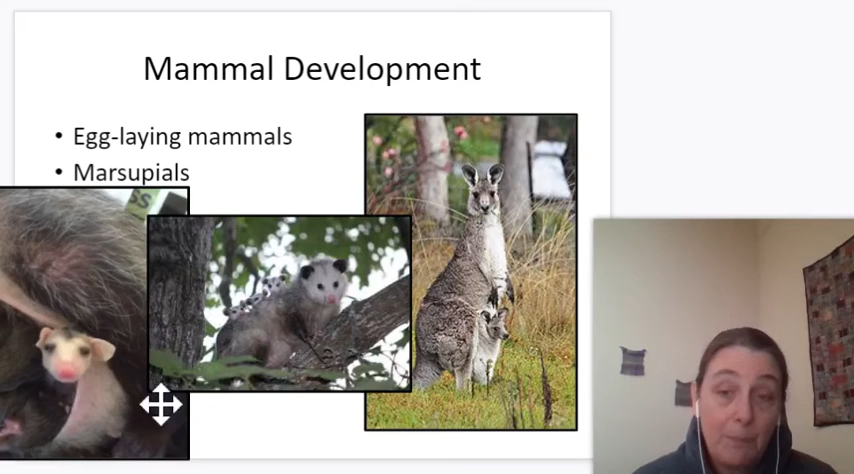 Mammal Development
• Egg-laying mammals
• Marsupials